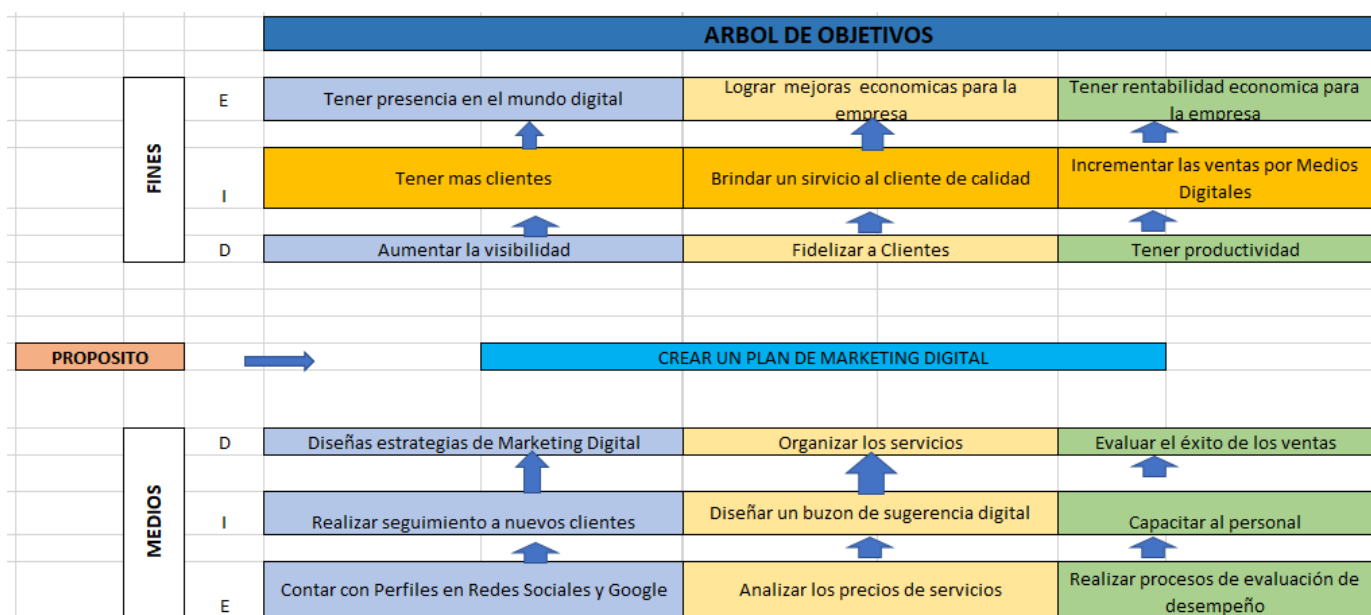 ARBOL DE OBJETIVOS
FINES
E
Tener presencia en el mundo digital
Lograr mejoras economicas para la
empresa
Tener rentabilidad economica para
la empresa
I
Tener mas clientes
Brindar un sirvicio al cliente de calidad
Incrementar las ventas por Medios
Digitales
D
Aumentar la visibilidad
Fidelizar a Clientes
Tener productividad
PROPOSITO
CREAR UN PLAN DE MARKETING DIGITAL
MEDIOS
D
Diseñas estrategias de Marketing Digital
Organizar los servicios
Evaluar el éxito de los ventas
I
Realizar seguimiento a nuevos clientes
Diseñar un buzon de sugerencia digital
Capacitar al personal
E
Contar con Perfiles en Redes Sociales y Google
Analizar los precios de servicios
Realizar procesos de evaluación de
desempeño